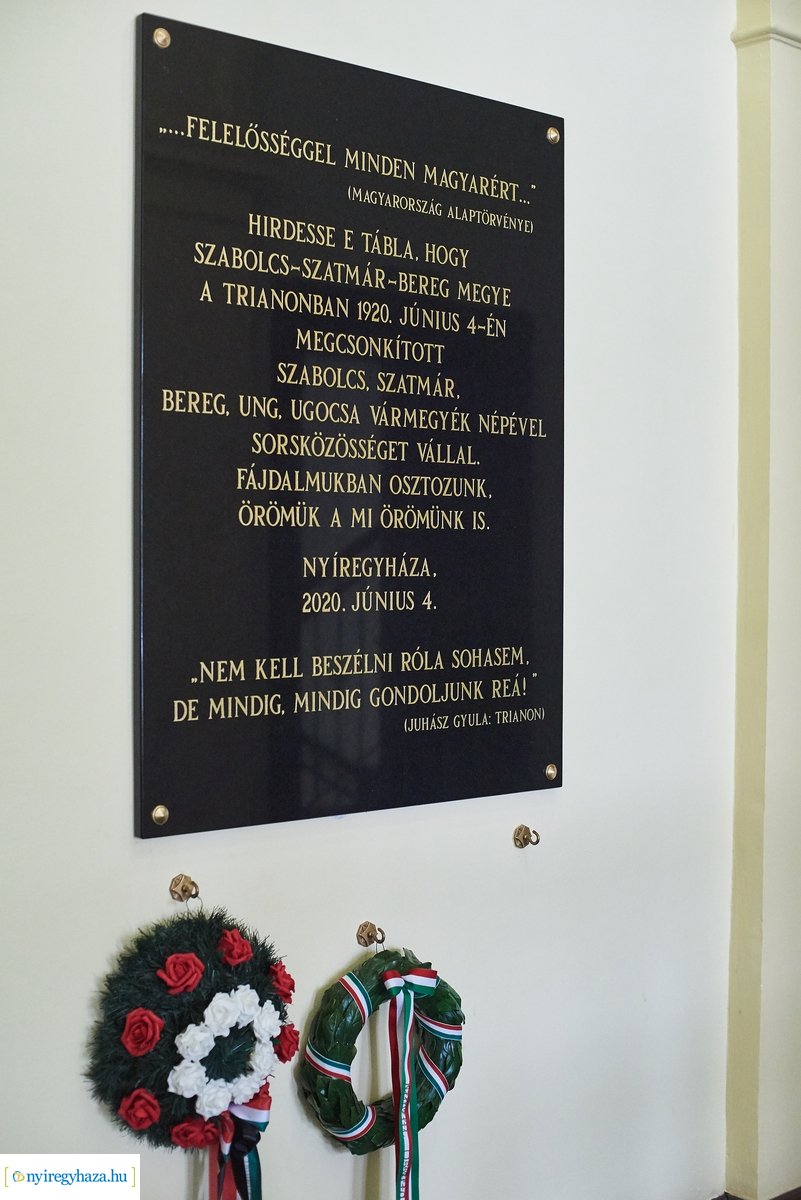 „...FELELŐSSÉGGEL MINDEN MAGYARÉRT..."
(MAGYARORSZÁG ALAPTÖRVÉNYE)
HIRDESSE E TÁBLA, HOGY
SZABOLCS-SZATMÁR-BEREG MEGYE
A TRIANONBAN 1920. JÚNIUS 4-ÉN
MEGCSONKÍTOTT
SZABOLCS, SZATMÁR,
BEREG, UNG, UGOCSA VÁRMEGYÉK NÉPÉVEL
SORSKÖZÖSSÉGET VÁLLAL.
FÁJDALMUKBAN OSZTOZUNK,
ÖRÖMÜK A MI ÖRÖMÜNK IS.
NYÍREGYHÁZA,
2020. JÚNIUS 4.
„NEM KELL BESZÉLNI RÓLA SOHASEM,
DE MINDIG, MINDIG GONDOLJUNK REÁ!"
(JUHÁSZ GYULA: TRIANON)
nyiregyhaza.hu